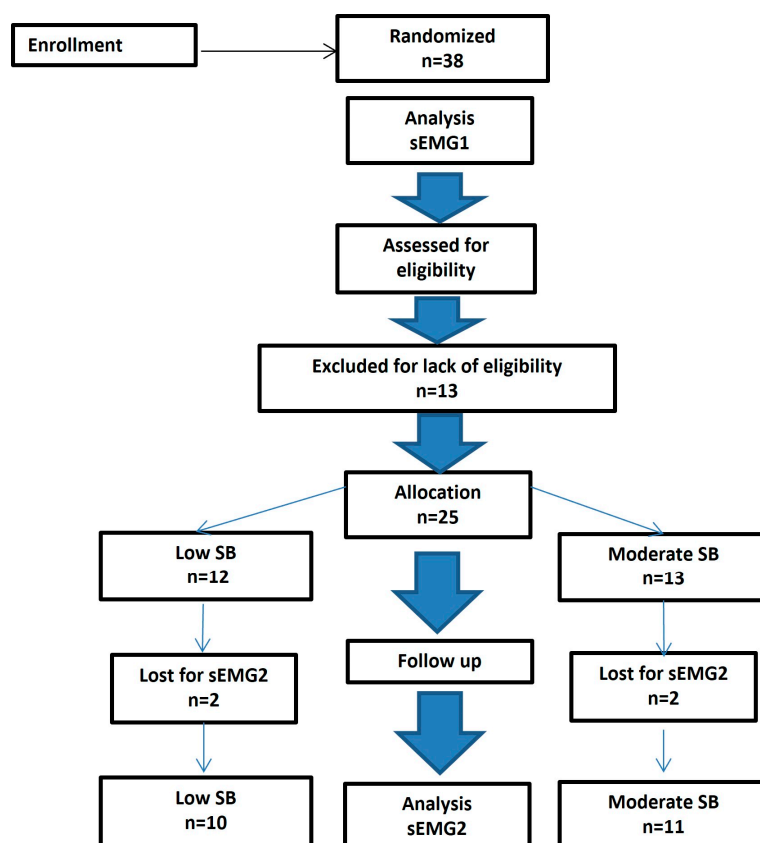 Enrollment
Randomized
n=38
Analysis
sEMG1
Assessed for
eligibility
Excluded for lack of eligibility
n=13
Allocation
n=25
Low SB
n=12
Moderate SB
n=13
Lost for sEMG2
n=2
Follow up
Lost for sEMG2
n=2
Low SB
n=10
Analysis
sEMG2
Moderate SB
n=11